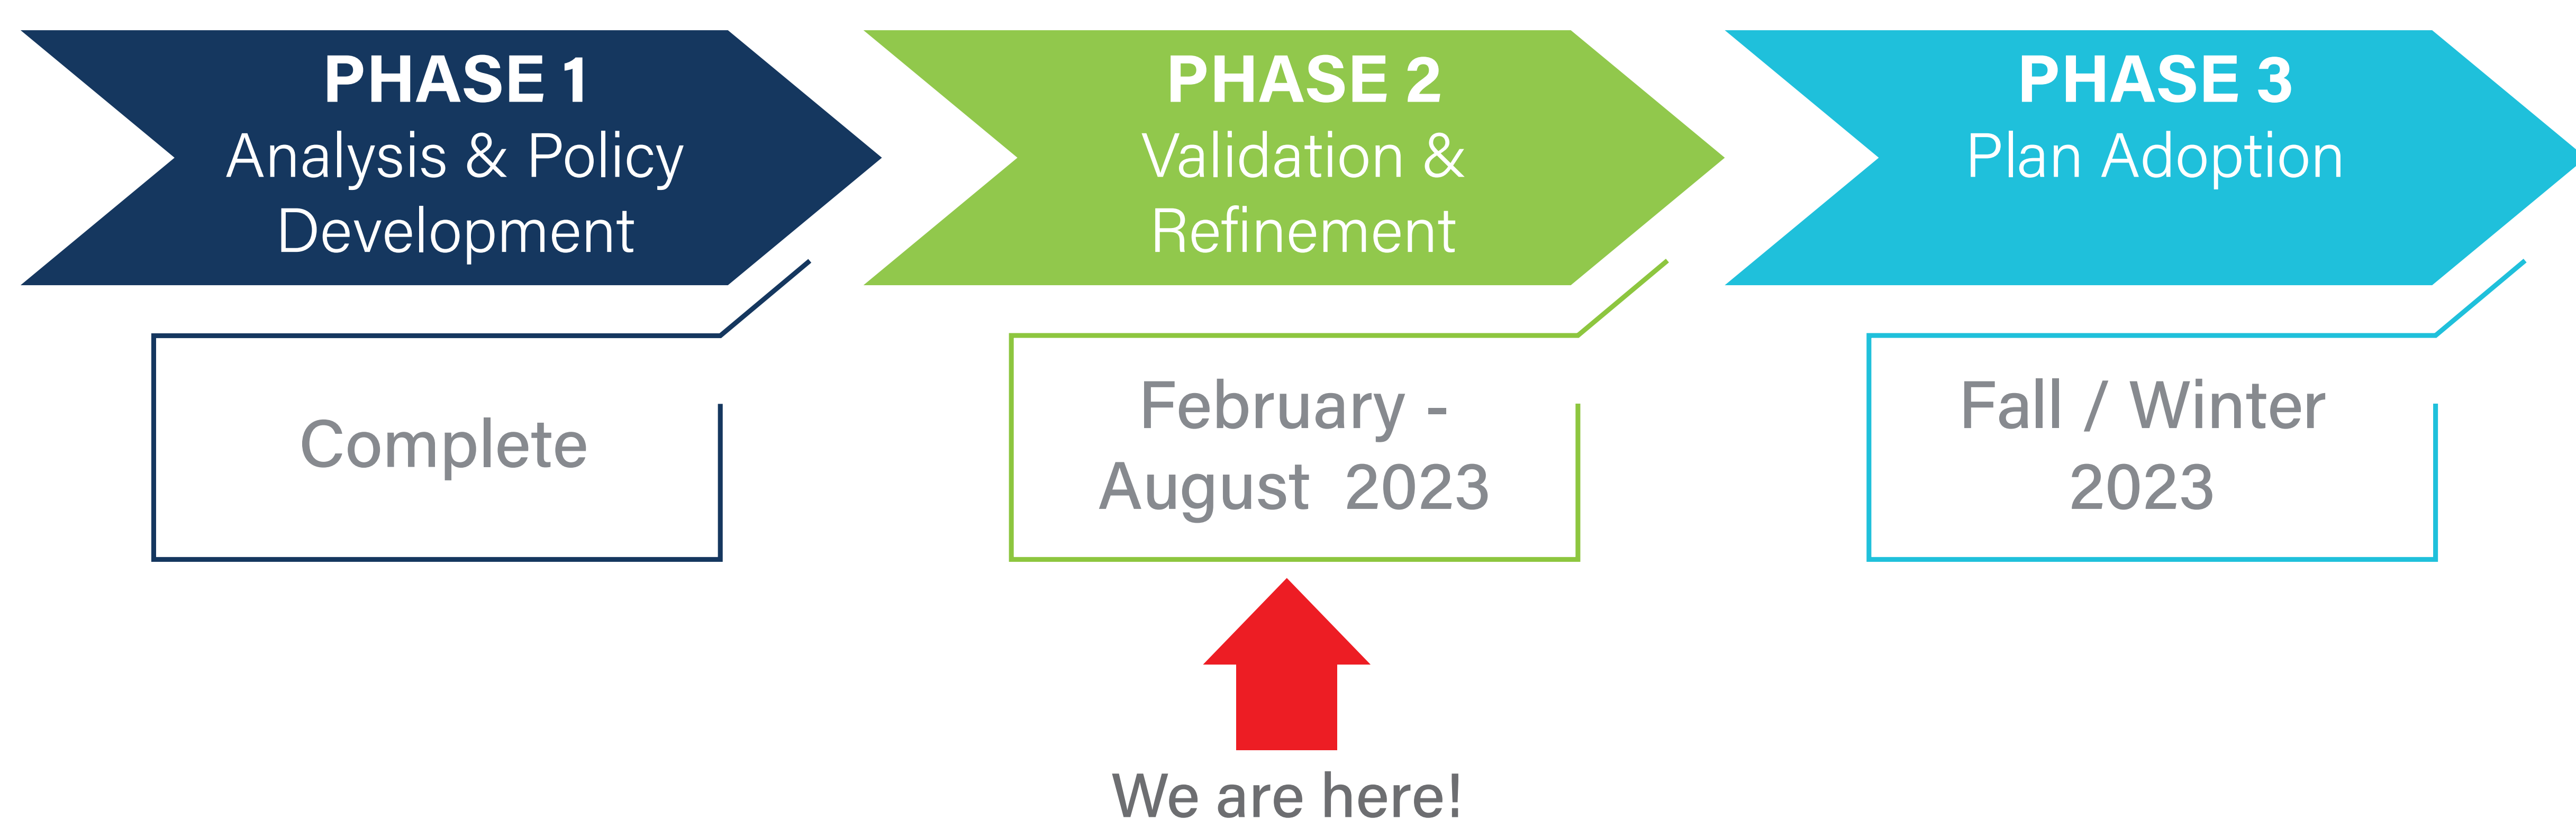 PHASE 1
Analysis & Policy
Development
Complete
PHASE 2
Validation &
Refinement
February -
August 2023
We are here!
PHASE 3
Plan Adoption
Fall / Winter
2023